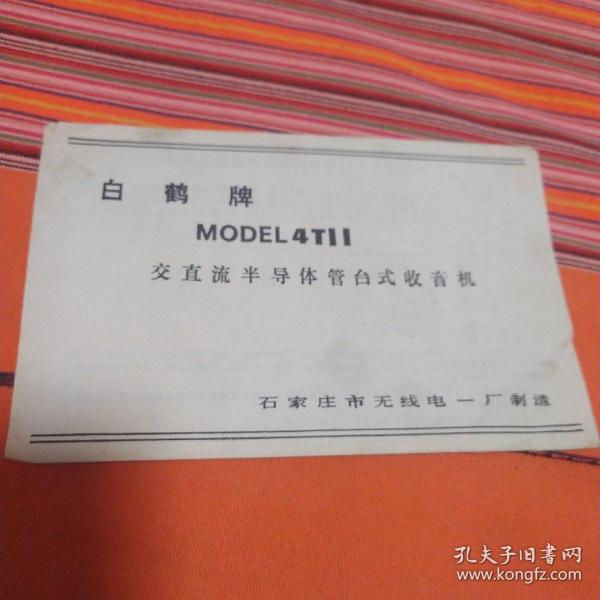 白鹤牌
MODEL 4T11
交直流半导体管台式收音机
石家庄市无线电一厂制造
孔夫子旧书网
www.kongfz.com